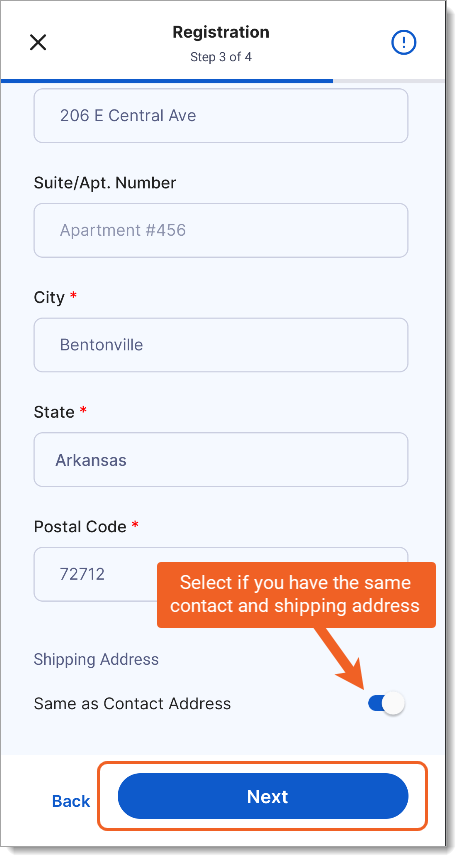 Registration
Step 3 of 4
206 E Central Ave
Suite/Apt. Number
Apartment #456
City *
Bentonville
State *
Arkansas
Postal Code *
72712
Select if you have the same
contact and shipping address
Shipping Address
Same as Contact Address
Back
Next